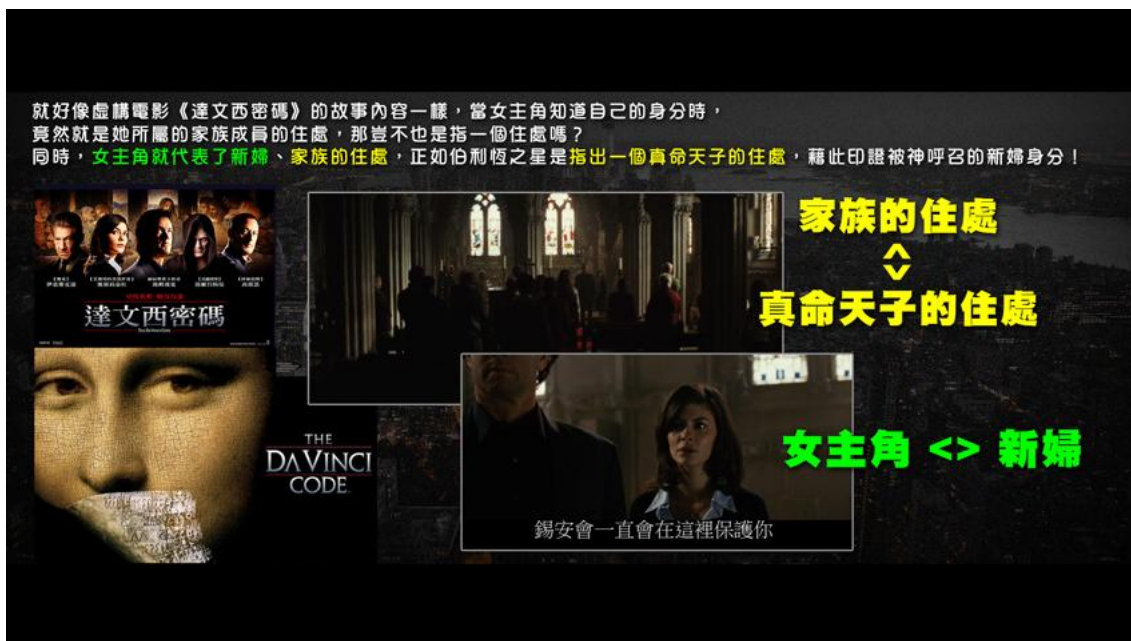 就好像虛構電影《達文西密碼》的故事內容一樣，當女主角知道自己的身分時，
竟然就是她所屬的家族成員的住處，那豈不也是指一個住處嗎？
同時，女主角就代表了新婦、家族的住處，正如伯利恆之星是指出一個真命天子的住處，藉此印證被神呼召的新婦身分！
家族的住處
<>
真命天子的住處
達文西密碼
THE
DA VINCI
CODE
女主角 <> 新婦
錫安會一直會在這裡保護你